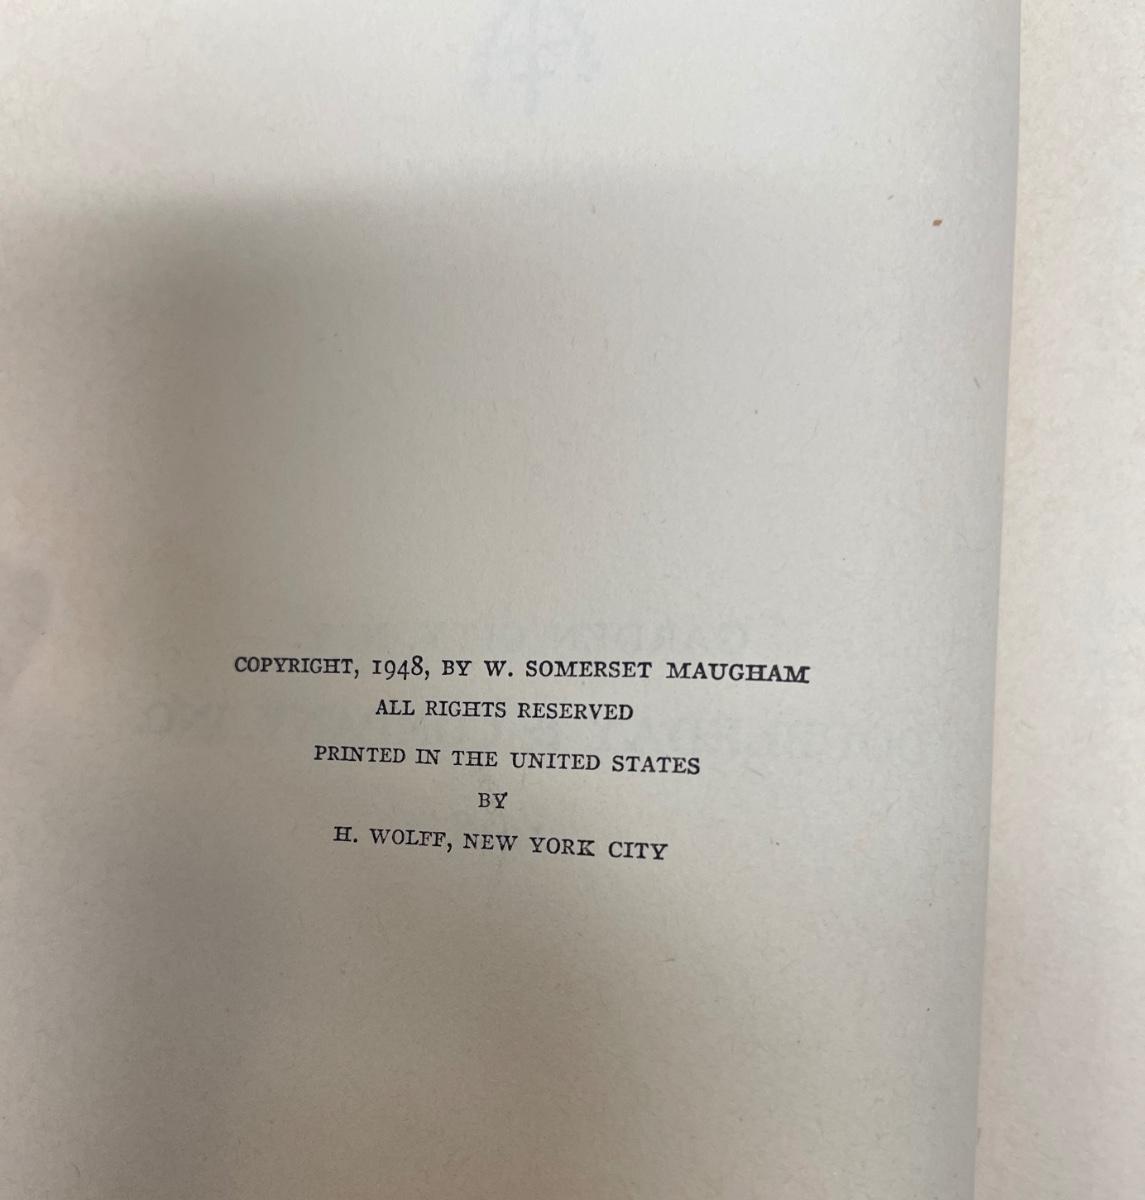 COPYRIGHT, 1948, BY W. SOMERSET MAUGHAM
ALL RIGHTS RESERVED
PRINTED IN THE UNITED STATES
BY
H. WOLFF, NEW YORK CITY